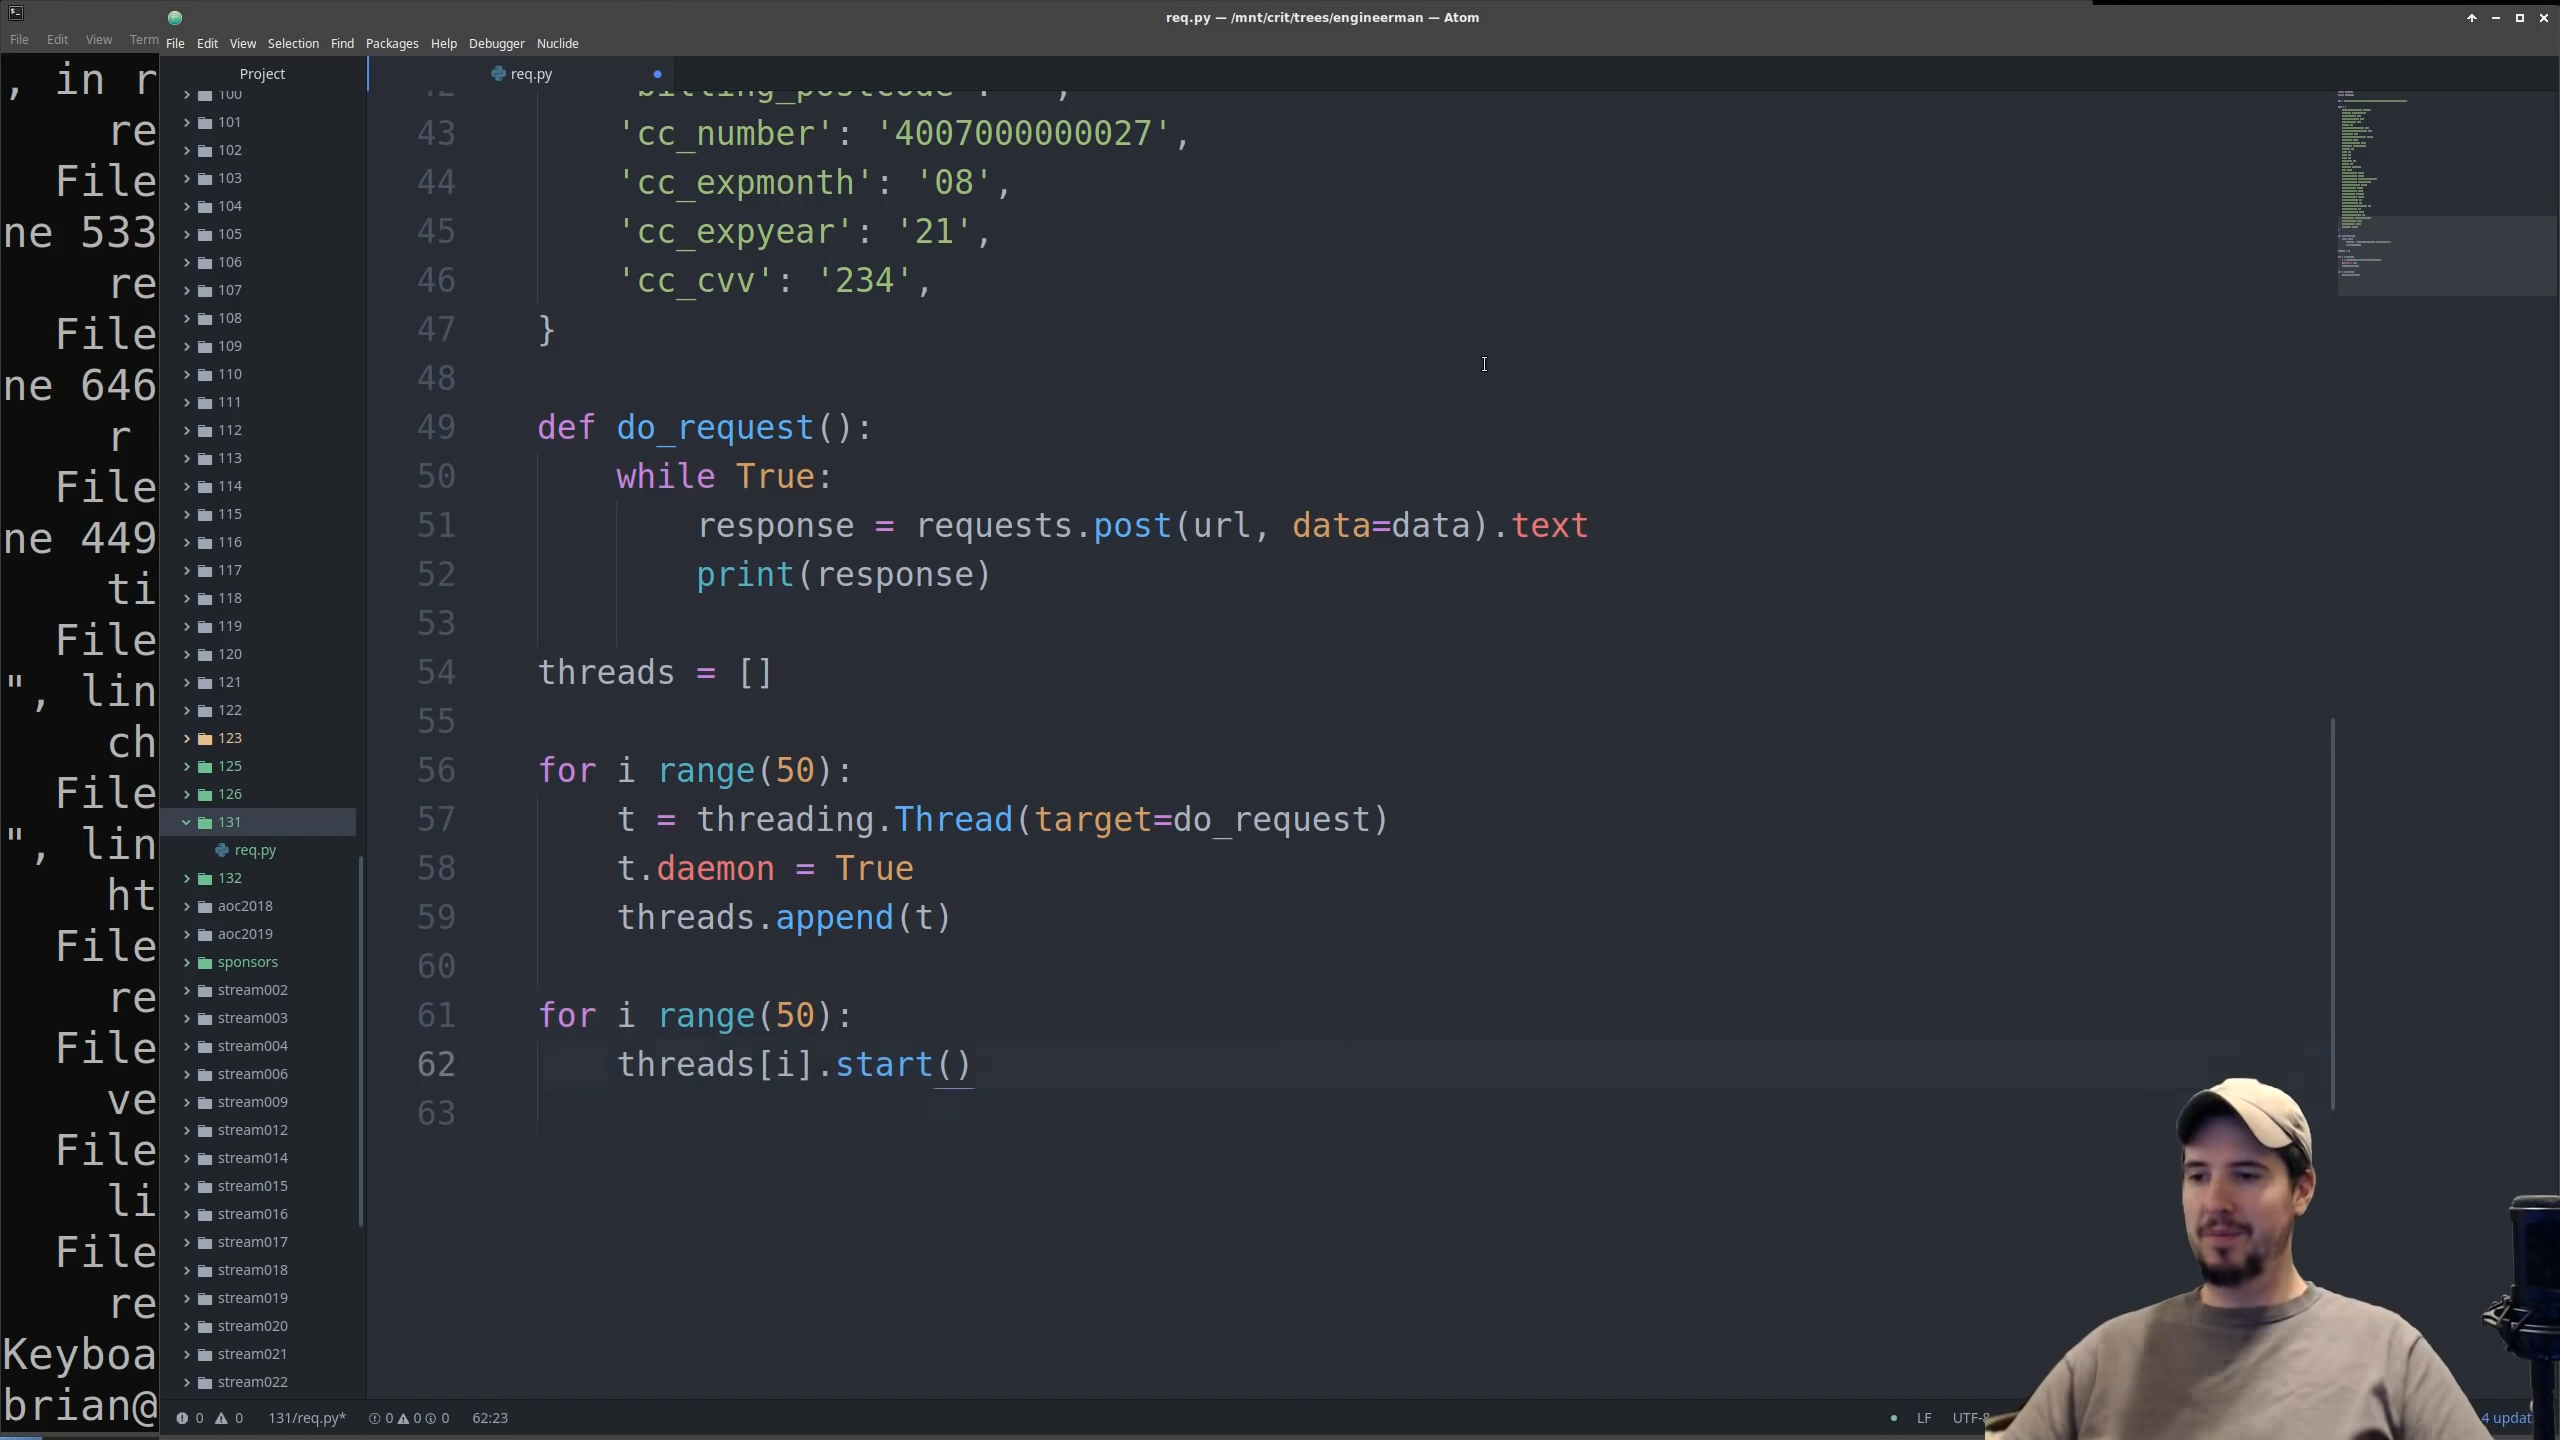 req.py — /mnt/crit/trees/engineerman — Atom
File Edit View Term
File Edit View Selection Find Packages Help Debugger Nuclide
, in r
re
File
ne 533
re
File
ne 646
r
File
ne 449
ti
File
", lin
ch
File
", lin
ht
File
re
File
ve
File
li
File
re
Keyboa
brian@
Project
100
101
102
103
104
105
106
107
108
109
110
111
112
113
114
115
116
117
118
119
120
121
122
123
125
126
131
req.py
132
aoc2018
aoc2019
sponsors
stream002
stream003
stream004
stream006
stream009
stream012
stream014
stream015
stream016
stream017
stream018
stream019
stream020
stream021
stream022
req.py
42 'billing_postcode': '',
43 'cc_number': '4007000000027',
44 'cc_expmonth': '08',
45 'cc_expyear': '21',
46 'cc_cvv': '234',
47 }
48
49 def do_request():
50 while True:
51 response = requests.post(url, data=data).text
52 print(response)
53
54 threads = []
55
56 for i range(50):
57 t = threading.Thread(target=do_request)
58 t.daemon = True
59 threads.append(t)
60
61 for i range(50):
62 threads[i].start()
63
0 0 131/req.py* 0 0 0 62:23 LF UTF-8 4 updat